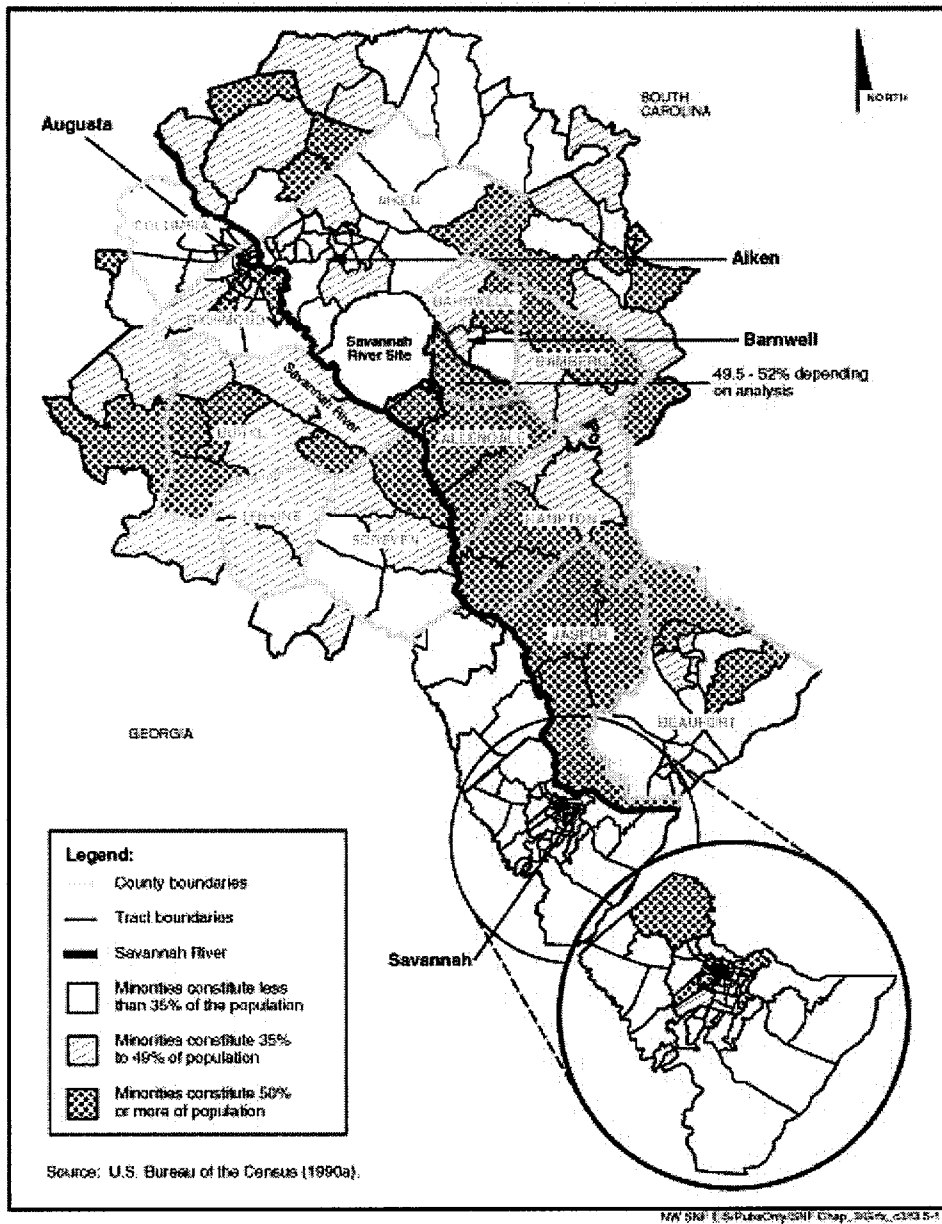 SOUTH
CAROLINA
NORTH
Augusta
AIKEN
COLUMBIA
Aiken
BARNWELL
RICHMOND
Savannah
River Site
Barnwell
BAMBERG
49.5 - 52% depending
on analysis
Savannah River
BURKE
ALLENDALE
JENKINS
HAMPTON
SCREVEN
JASPER
BEAUFORT
GEORGIA
Legend:
County boundaries
Tract boundaries
Savannah River
Minorities constitute less
than 35% of the population
Minorities constitute 35%
to 49% of population
Minorities constitute 50%
or more of population
Savannah
Source: U.S. Bureau of the Census (1990a).